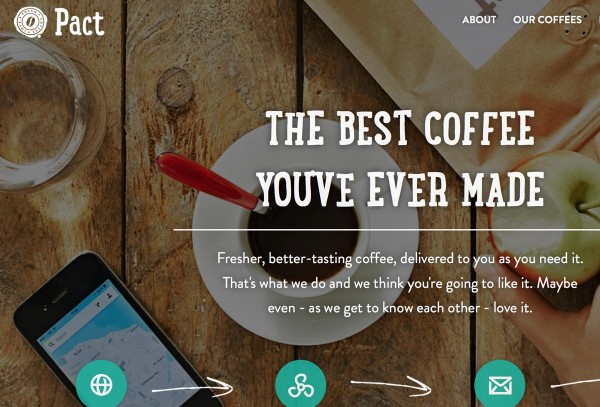 Pact
ABOUT OUR COFFEES
THE BEST COFFEE
YOU'VE EVER MADE
Fresher, better-tasting coffee, delivered to you as you need it.
That's what we do and we think you're going to like it. Maybe
even - as we get to know each other - love it.